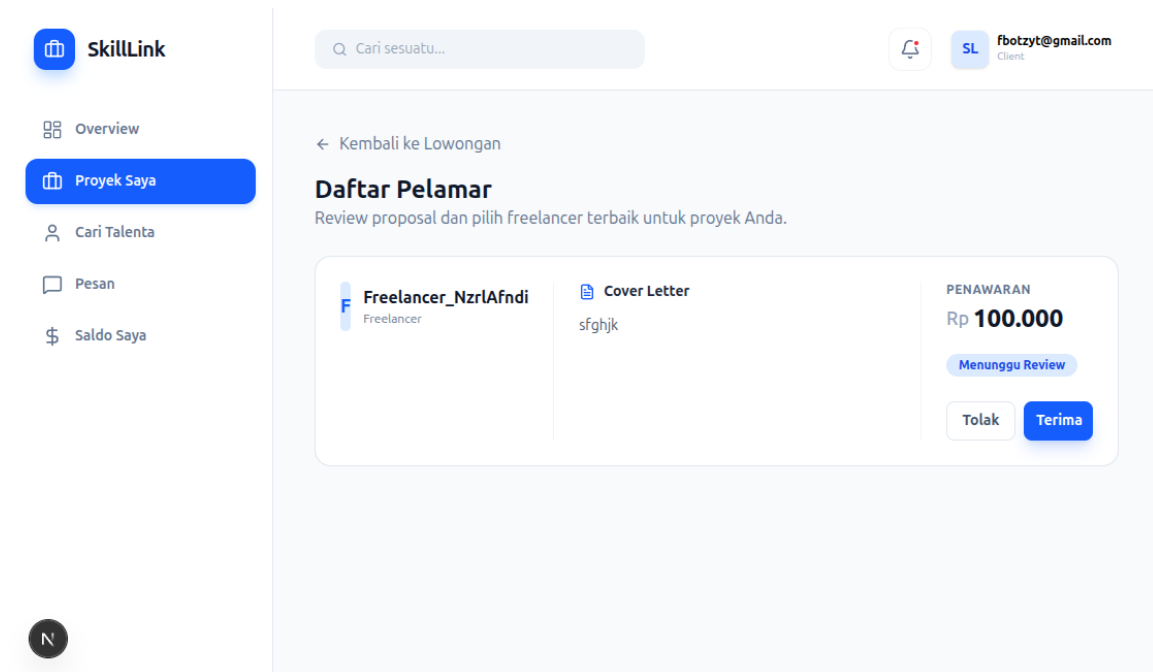 SkillLink
Cari sesuatu...
SL
fbotzyt@gmail.com
Client
Overview
Proyek Saya
Cari Talenta
Pesan
Saldo Saya
N
Kembali ke Lowongan
Daftar Pelamar
Review proposal dan pilih freelancer terbaik untuk proyek Anda.
F
Freelancer_NzrlAfndi
Freelancer
Cover Letter
sfghjk
PENAWARAN
Rp 100.000
Menunggu Review
Tolak
Terima